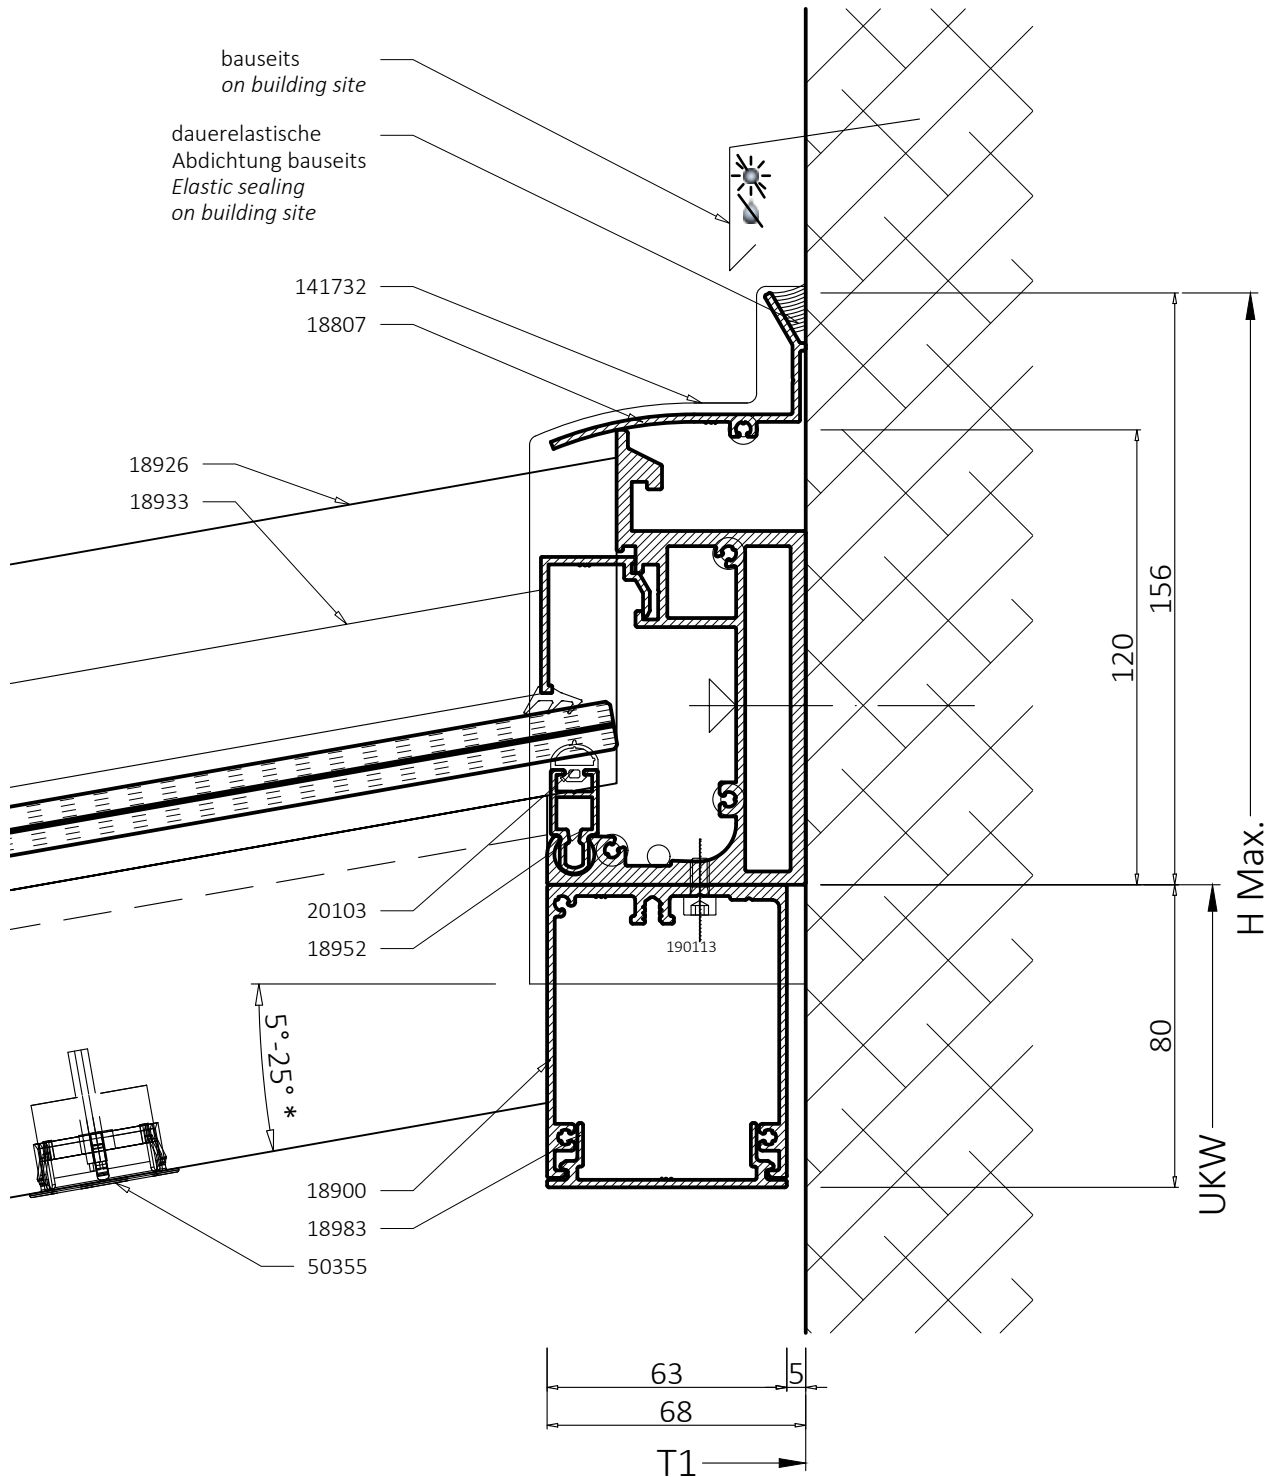 bauseits
on building site
dauerelastische
Abdichtung bauseits
Elastic sealing
on building site
141732
18807
18926
18933
156
120
H Max.
20103
18952
190113
5°-25° *
80
UKW
18900
18983
50355
63
5
68
T1